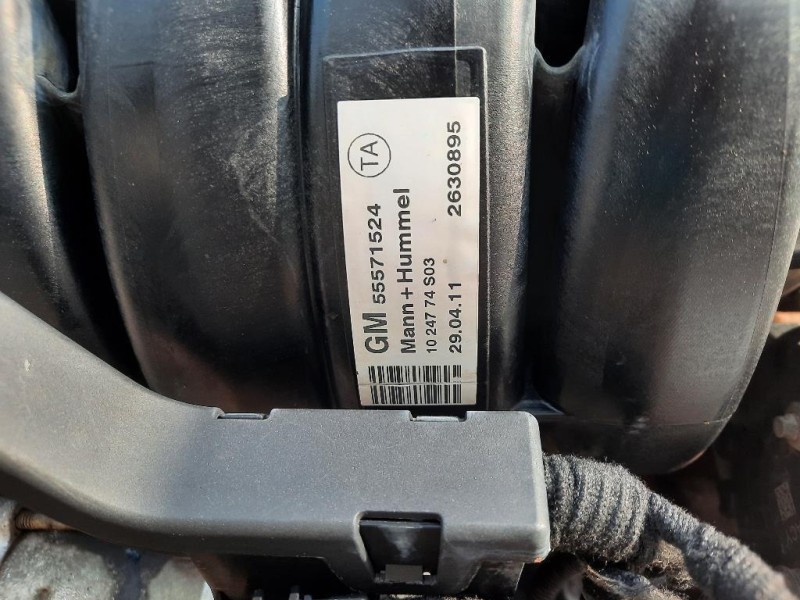 TA
GM 55571524
Mann+Hummel
10 247 74 S03
29.04.11 2630895